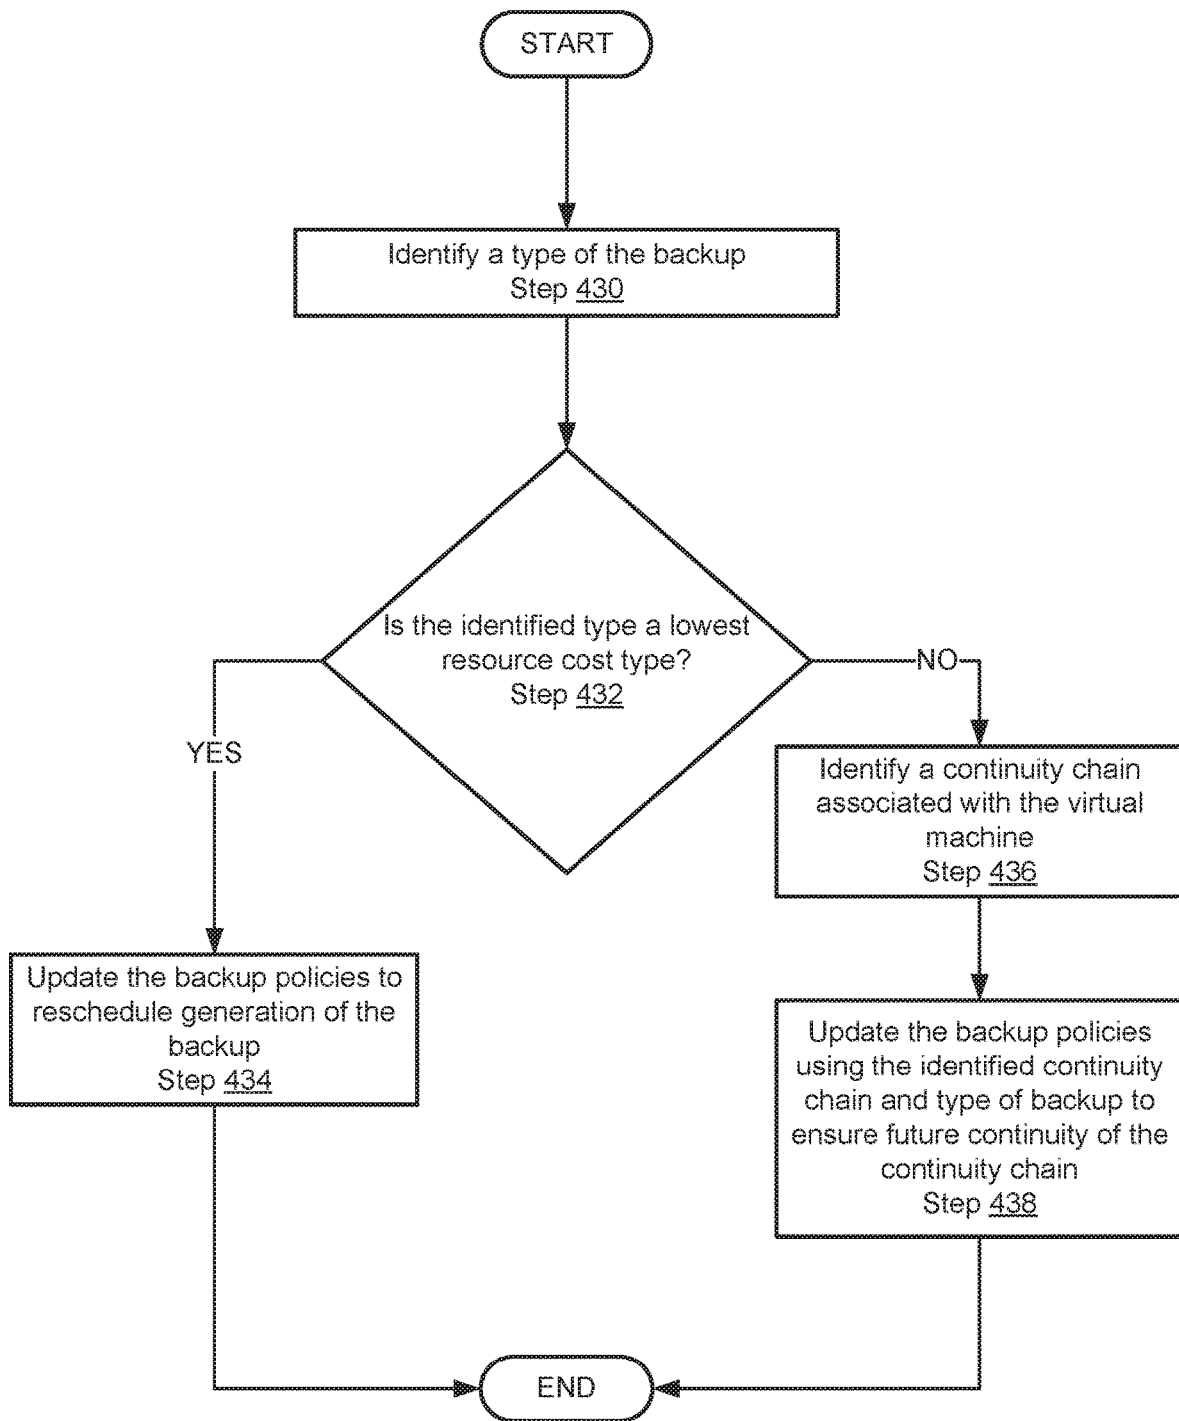 START
Identify a type of the backup
Step 430
Is the identified type a lowest
resource cost type?
Step 432
YES
NO
Update the backup policies to
reschedule generation of the
backup
Step 434
Identify a continuity chain
associated with the virtual
machine
Step 436
Update the backup policies
using the identified continuity
chain and type of backup to
ensure future continuity of the
continuity chain
Step 438
END